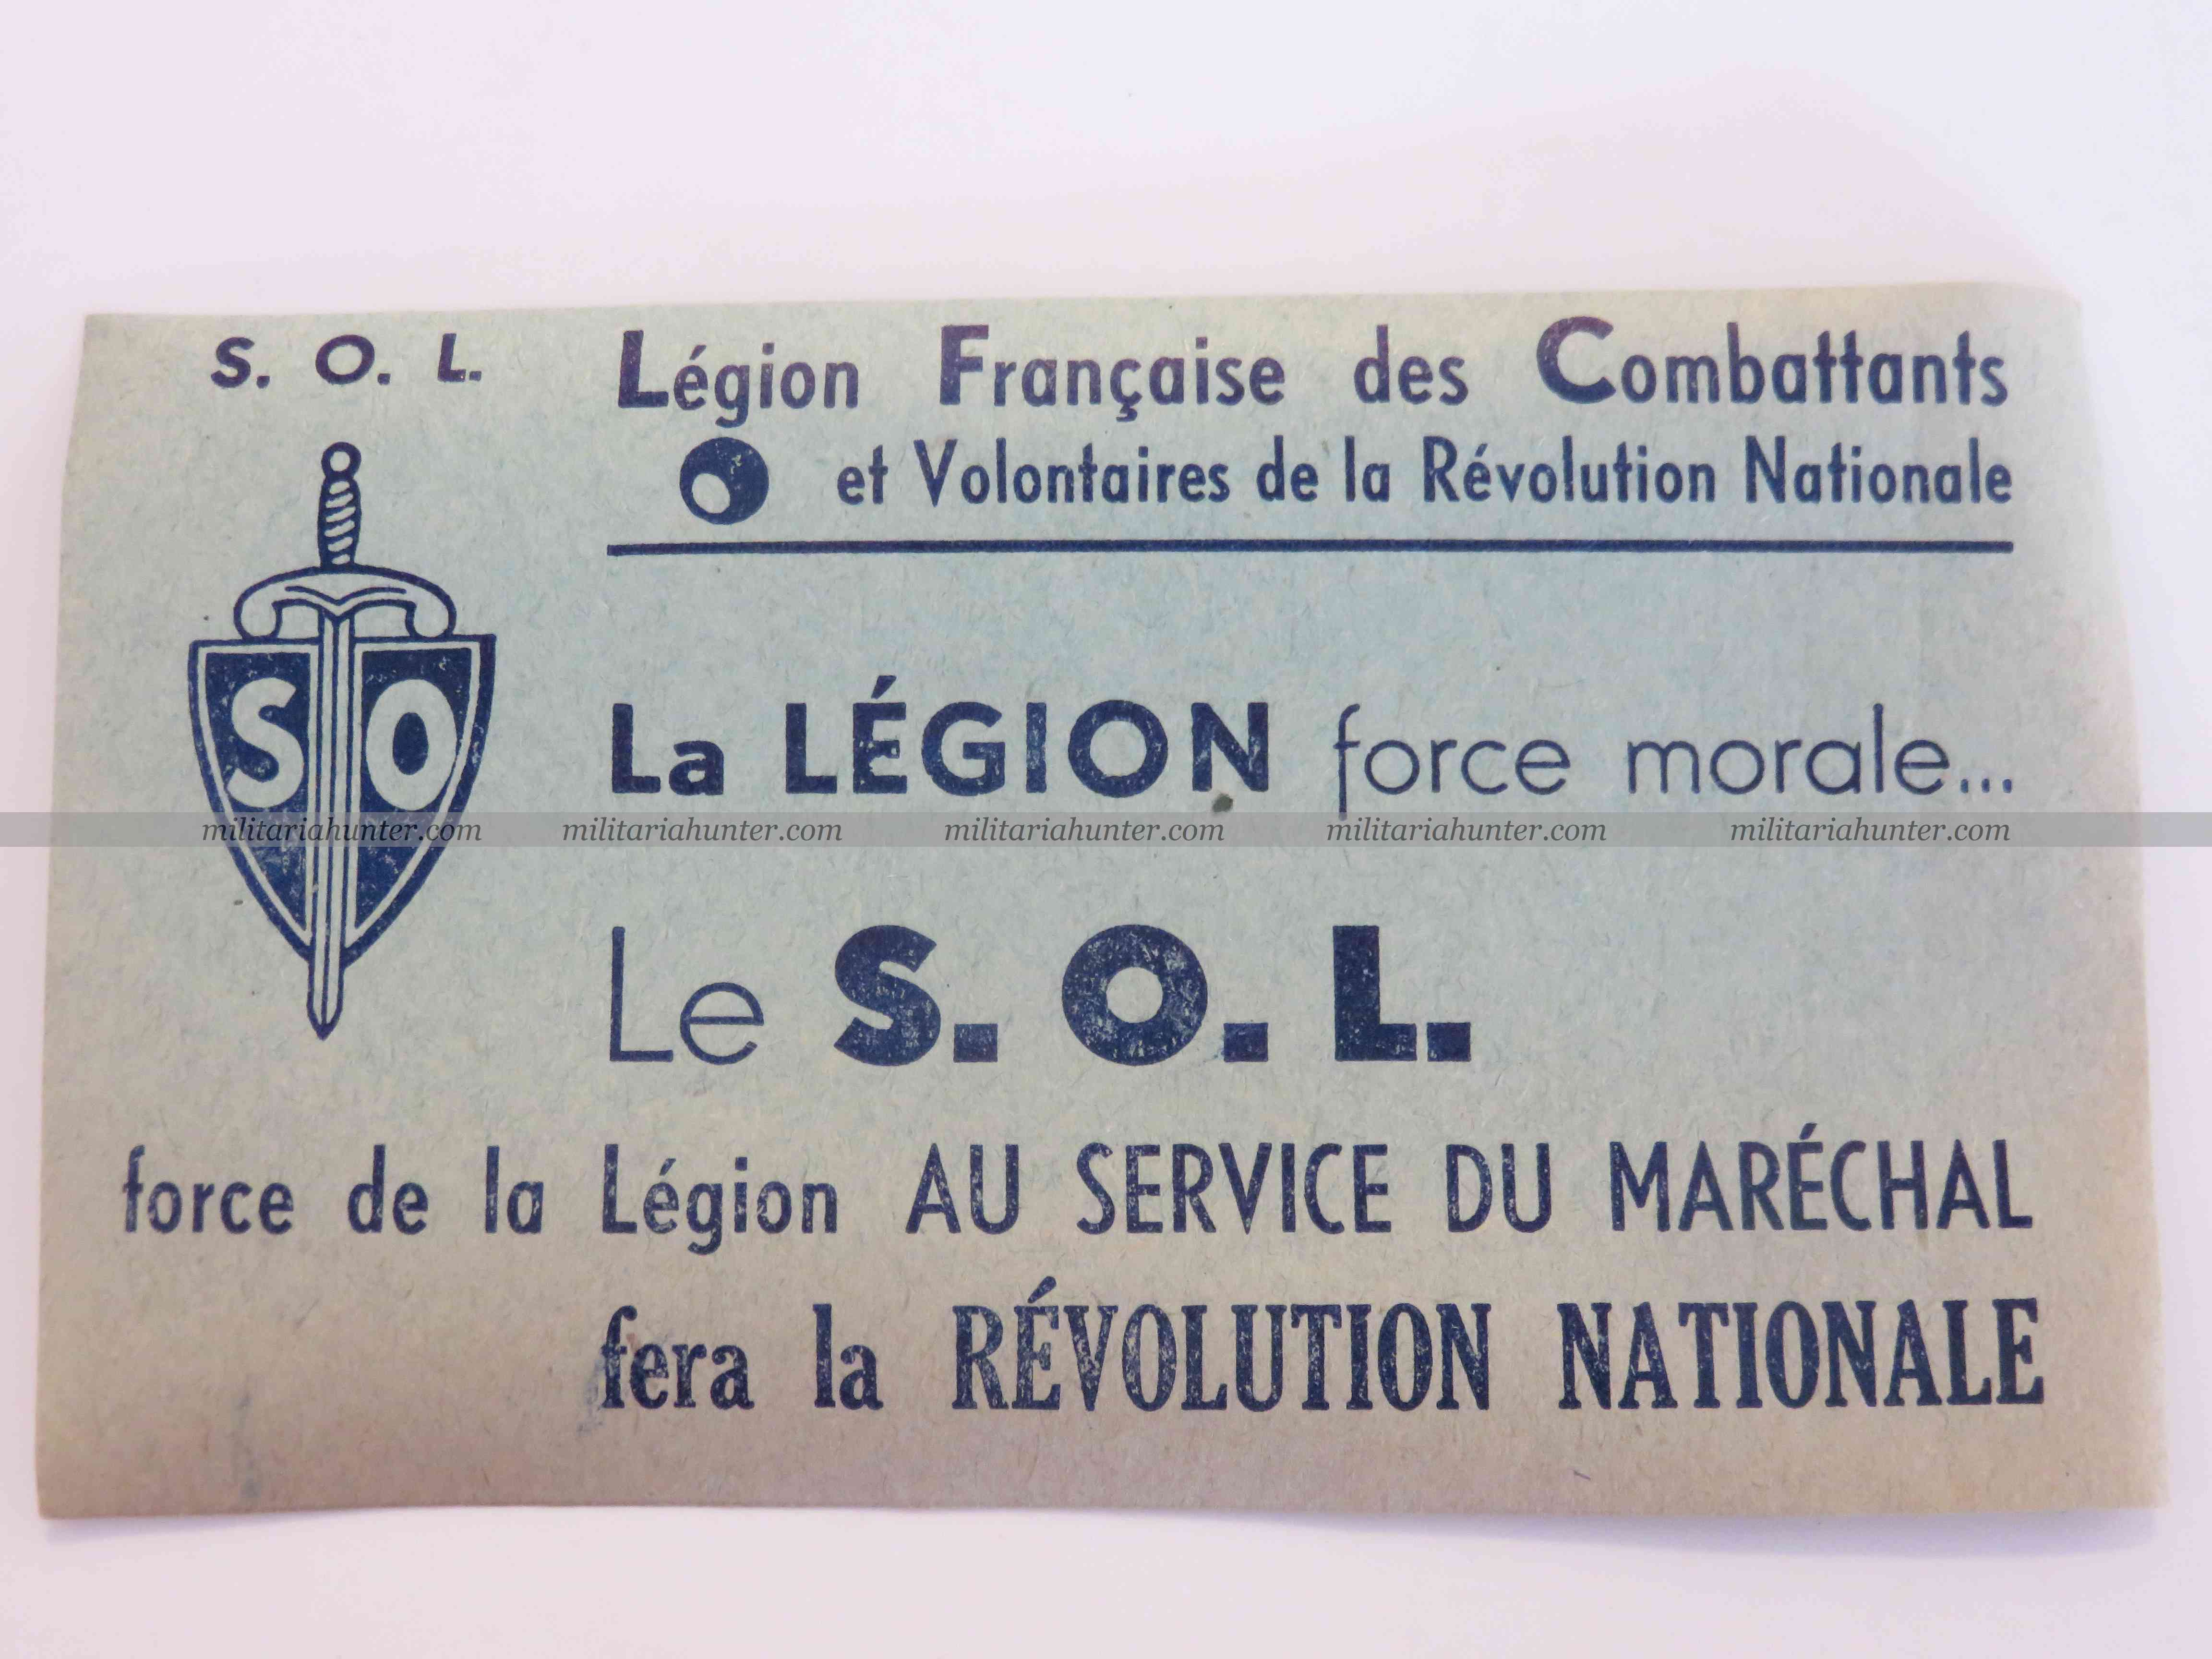 S. O. L.
Légion Française des Combattants
et Volontaires de la Révolution Nationale
S O
La LÉGION force morale...
militariahunter.com militariahunter.com militariahunter.com militariahunter.com militariahunter.com
Le S. O. L.
force de la Légion AU SERVICE DU MARÉCHAL
fera la RÉVOLUTION NATIONALE